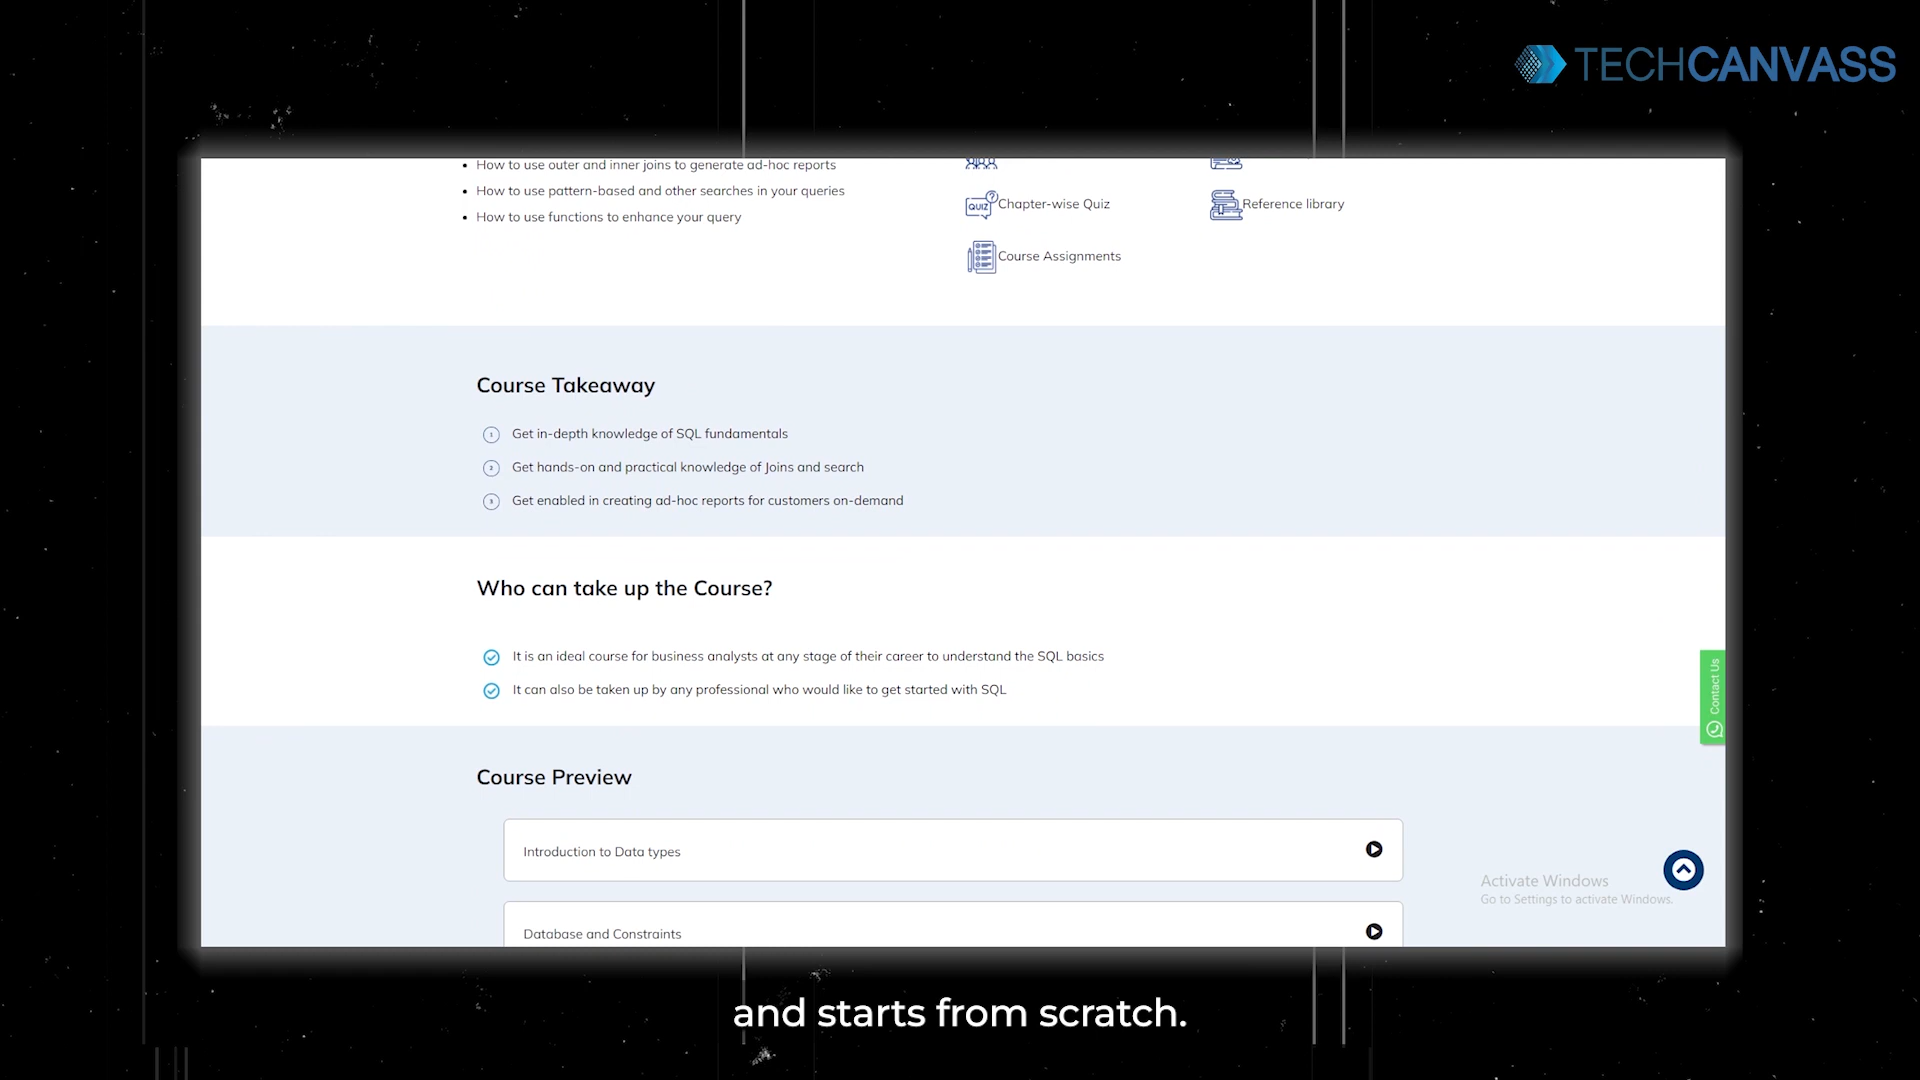 TECHCANVASS
How to use outer and inner joins to generate ad-hoc reports
How to use pattern-based and other searches in your queries
How to use functions to enhance your query
QUIZ ?
Chapter-wise Quiz
Reference library
Course Assignments
Course Takeaway
1 Get in-depth knowledge of SQL fundamentals
2 Get hands-on and practical knowledge of Joins and search
3 Get enabled in creating ad-hoc reports for customers on-demand
Who can take up the Course?
It is an ideal course for business analysts at any stage of their career to understand the SQL basics
It can also be taken up by any professional who would like to get started with SQL
Contact Us
Course Preview
Introduction to Data types
Database and Constraints
Activate Windows
Go to Settings to activate Windows.
and starts from scratch.